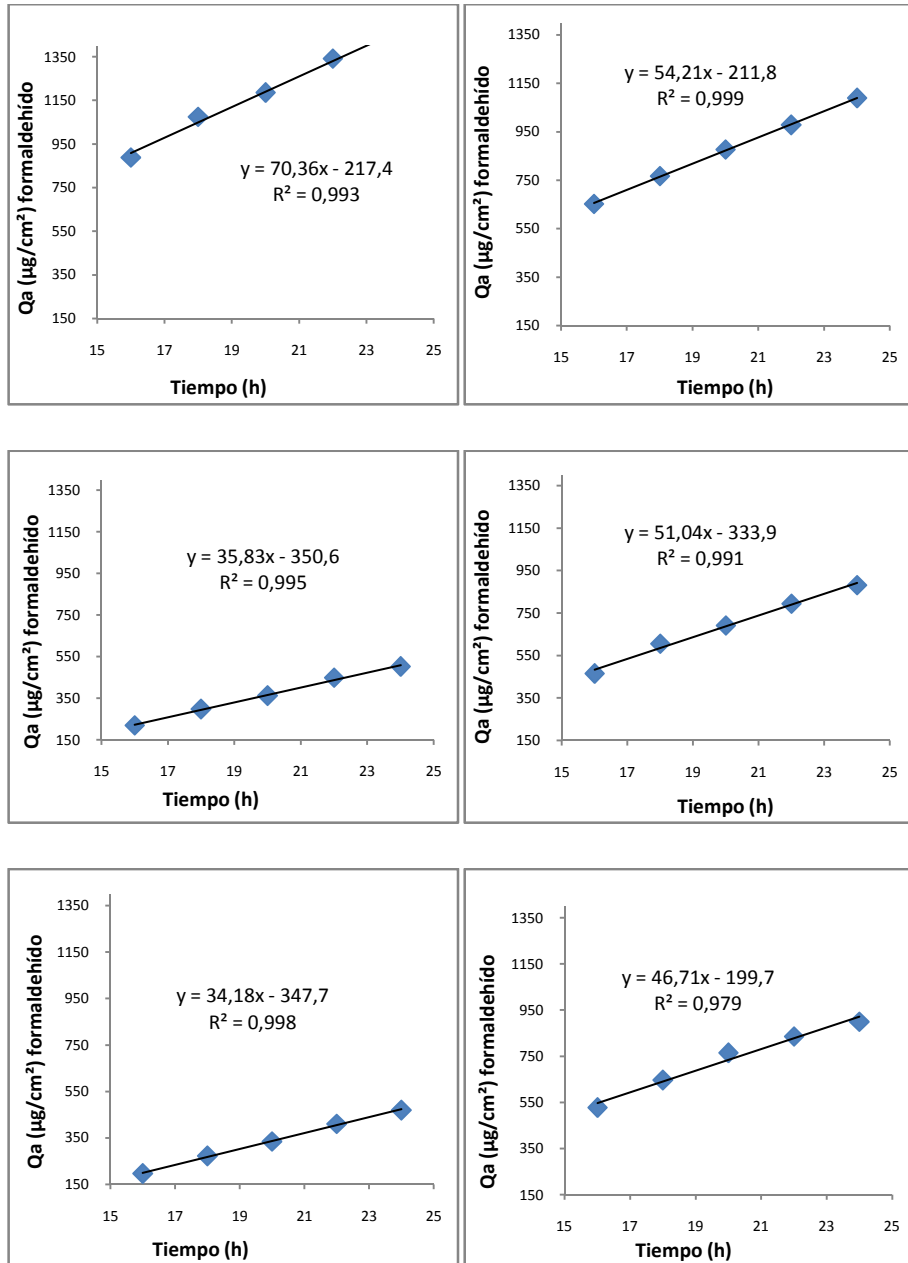 1350
1150
950
750
550
350
150
15 17 19 21 23 25
Qa (µg/cm²) formaldehído
Tiempo (h)
y = 70,36x - 217,4
R² = 0,993
1350
1150
950
750
550
350
150
15 17 19 21 23 25
Qa (µg/cm²) formaldehído
Tiempo (h)
y = 54,21x - 211,8
R² = 0,999
1350
1150
950
750
550
350
150
15 17 19 21 23 25
Qa (µg/cm²) formaldehído
Tiempo (h)
y = 35,83x - 350,6
R² = 0,995
1350
1150
950
750
550
350
150
15 17 19 21 23 25
Qa (µg/cm²) formaldehído
Tiempo (h)
y = 51,04x - 333,9
R² = 0,991
1350
1150
950
750
550
350
150
15 17 19 21 23 25
Qa (µg/cm²) formaldehído
Tiempo (h)
y = 34,18x - 347,7
R² = 0,998
1350
1150
950
750
550
350
150
15 17 19 21 23 25
Qa (µg/cm²) formaldehído
Tiempo (h)
y = 46,71x - 199,7
R² = 0,979